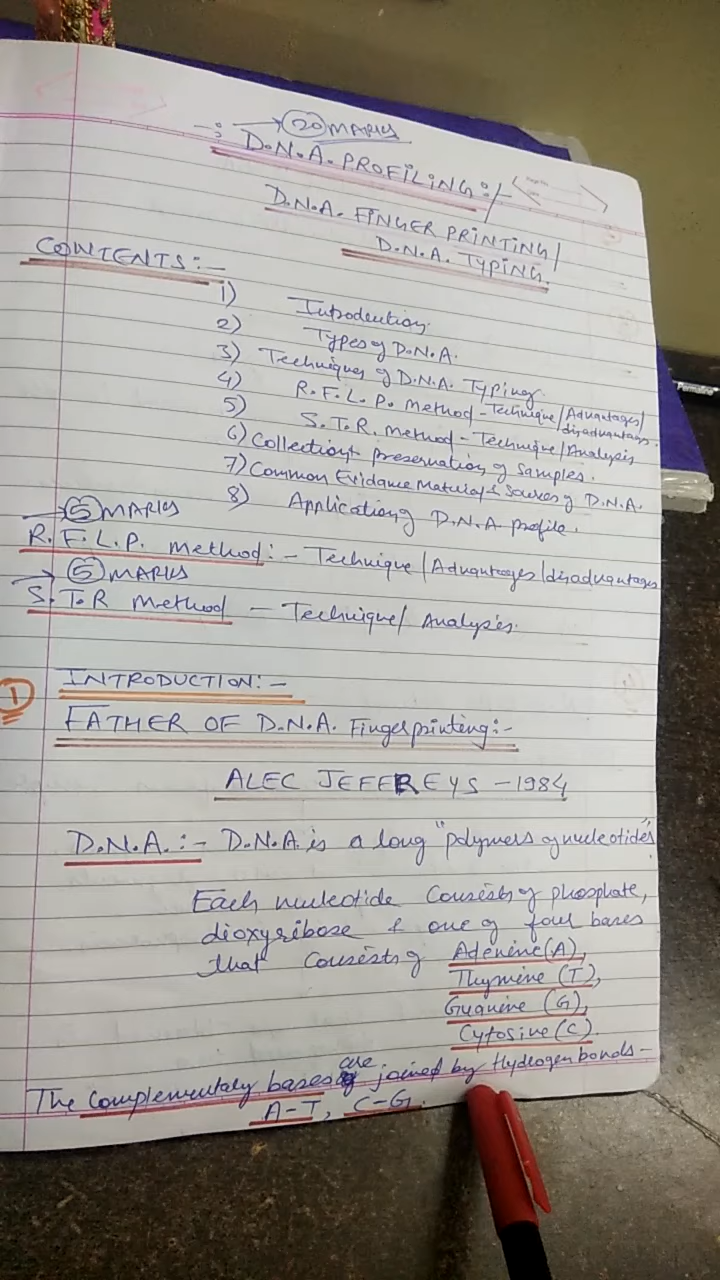 -: → 20 MARKS
D.N.A. PROFILING :-/
D.N.A. FINGER PRINTING/
D.N.A. TYPING.
CONTENTS :-
1) Introduction.
2) Types of D.N.A.
3) Techniques of D.N.A. Typing
4) R.F.L.P. Method - Technique/Advantages/disadvantages.
5) S.T.R. Method - Technique/Analysis
6) Collection & preservation of samples.
7) Common Evidance Material & Sources of D.N.A.
8) Application of D.N.A profile.
→ 5 MARKS
R.F.L.P. Method :- Technique/Advantages/disadvantages
→ 5 MARKS
S.T.R Method - Technique/Analysis.
1 INTRODUCTION :-
FATHER OF D.N.A. Fingerprinting :-
ALEC JEFFREYS - 1984
D.N.A. :- D.N.A. is a long "polymers of nucleotides"
Each nucleotide consists of phosphate,
dioxyribose & one of four bases
that consists of Adenine (A),
Thymine (T),
Guanine (G),
Cytosine (C)
The complementary bases are joined by Hydrogen bonds -
A-T, C-G.